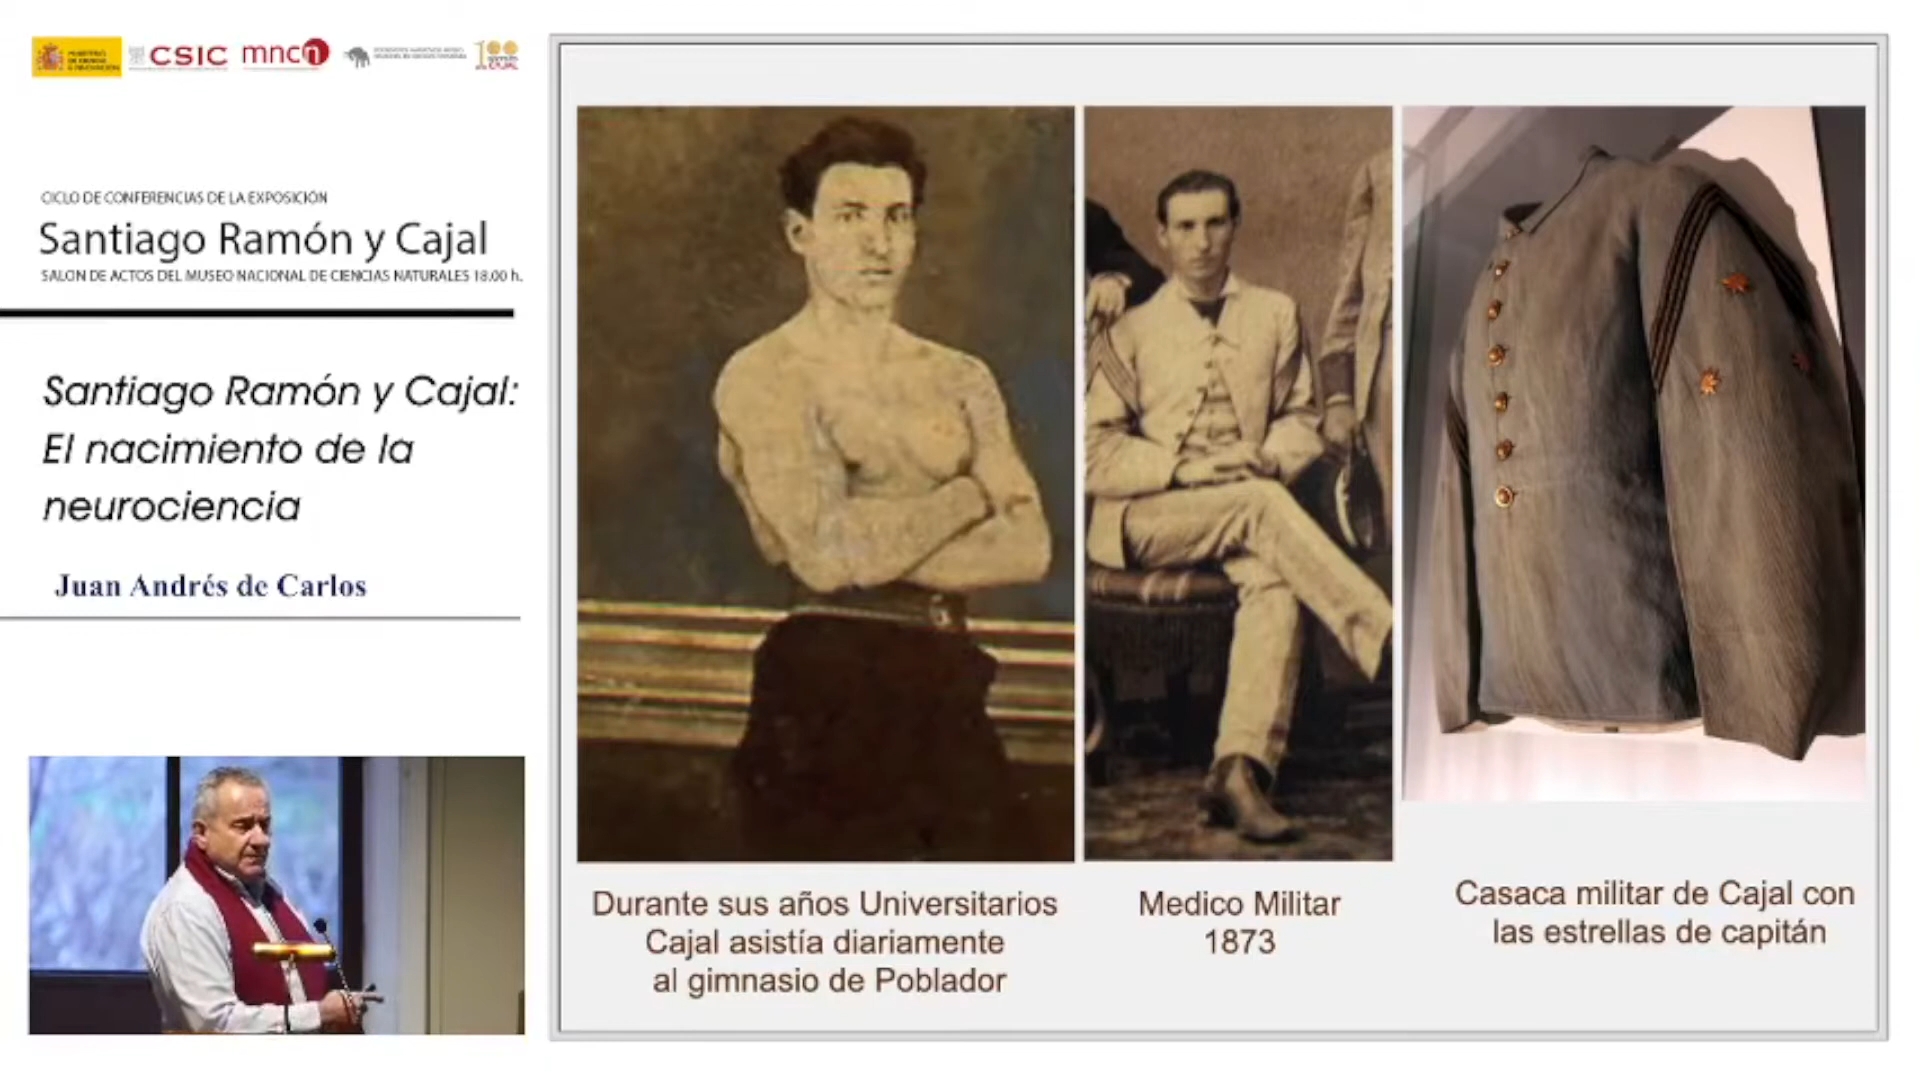 CSIC mncn
100
CAJAL
CICLO DE CONFERENCIAS DE LA EXPOSICIÓN
Santiago Ramón y Cajal
SALON DE ACTOS DEL MUSEO NACIONAL DE CIENCIAS NATURALES 18.00 h.
Santiago Ramón y Cajal:
El nacimiento de la
neurociencia
Juan Andrés de Carlos
Durante sus años Universitarios
Cajal asistía diariamente
al gimnasio de Poblador
Medico Militar
1873
Casaca militar de Cajal con
las estrellas de capitán